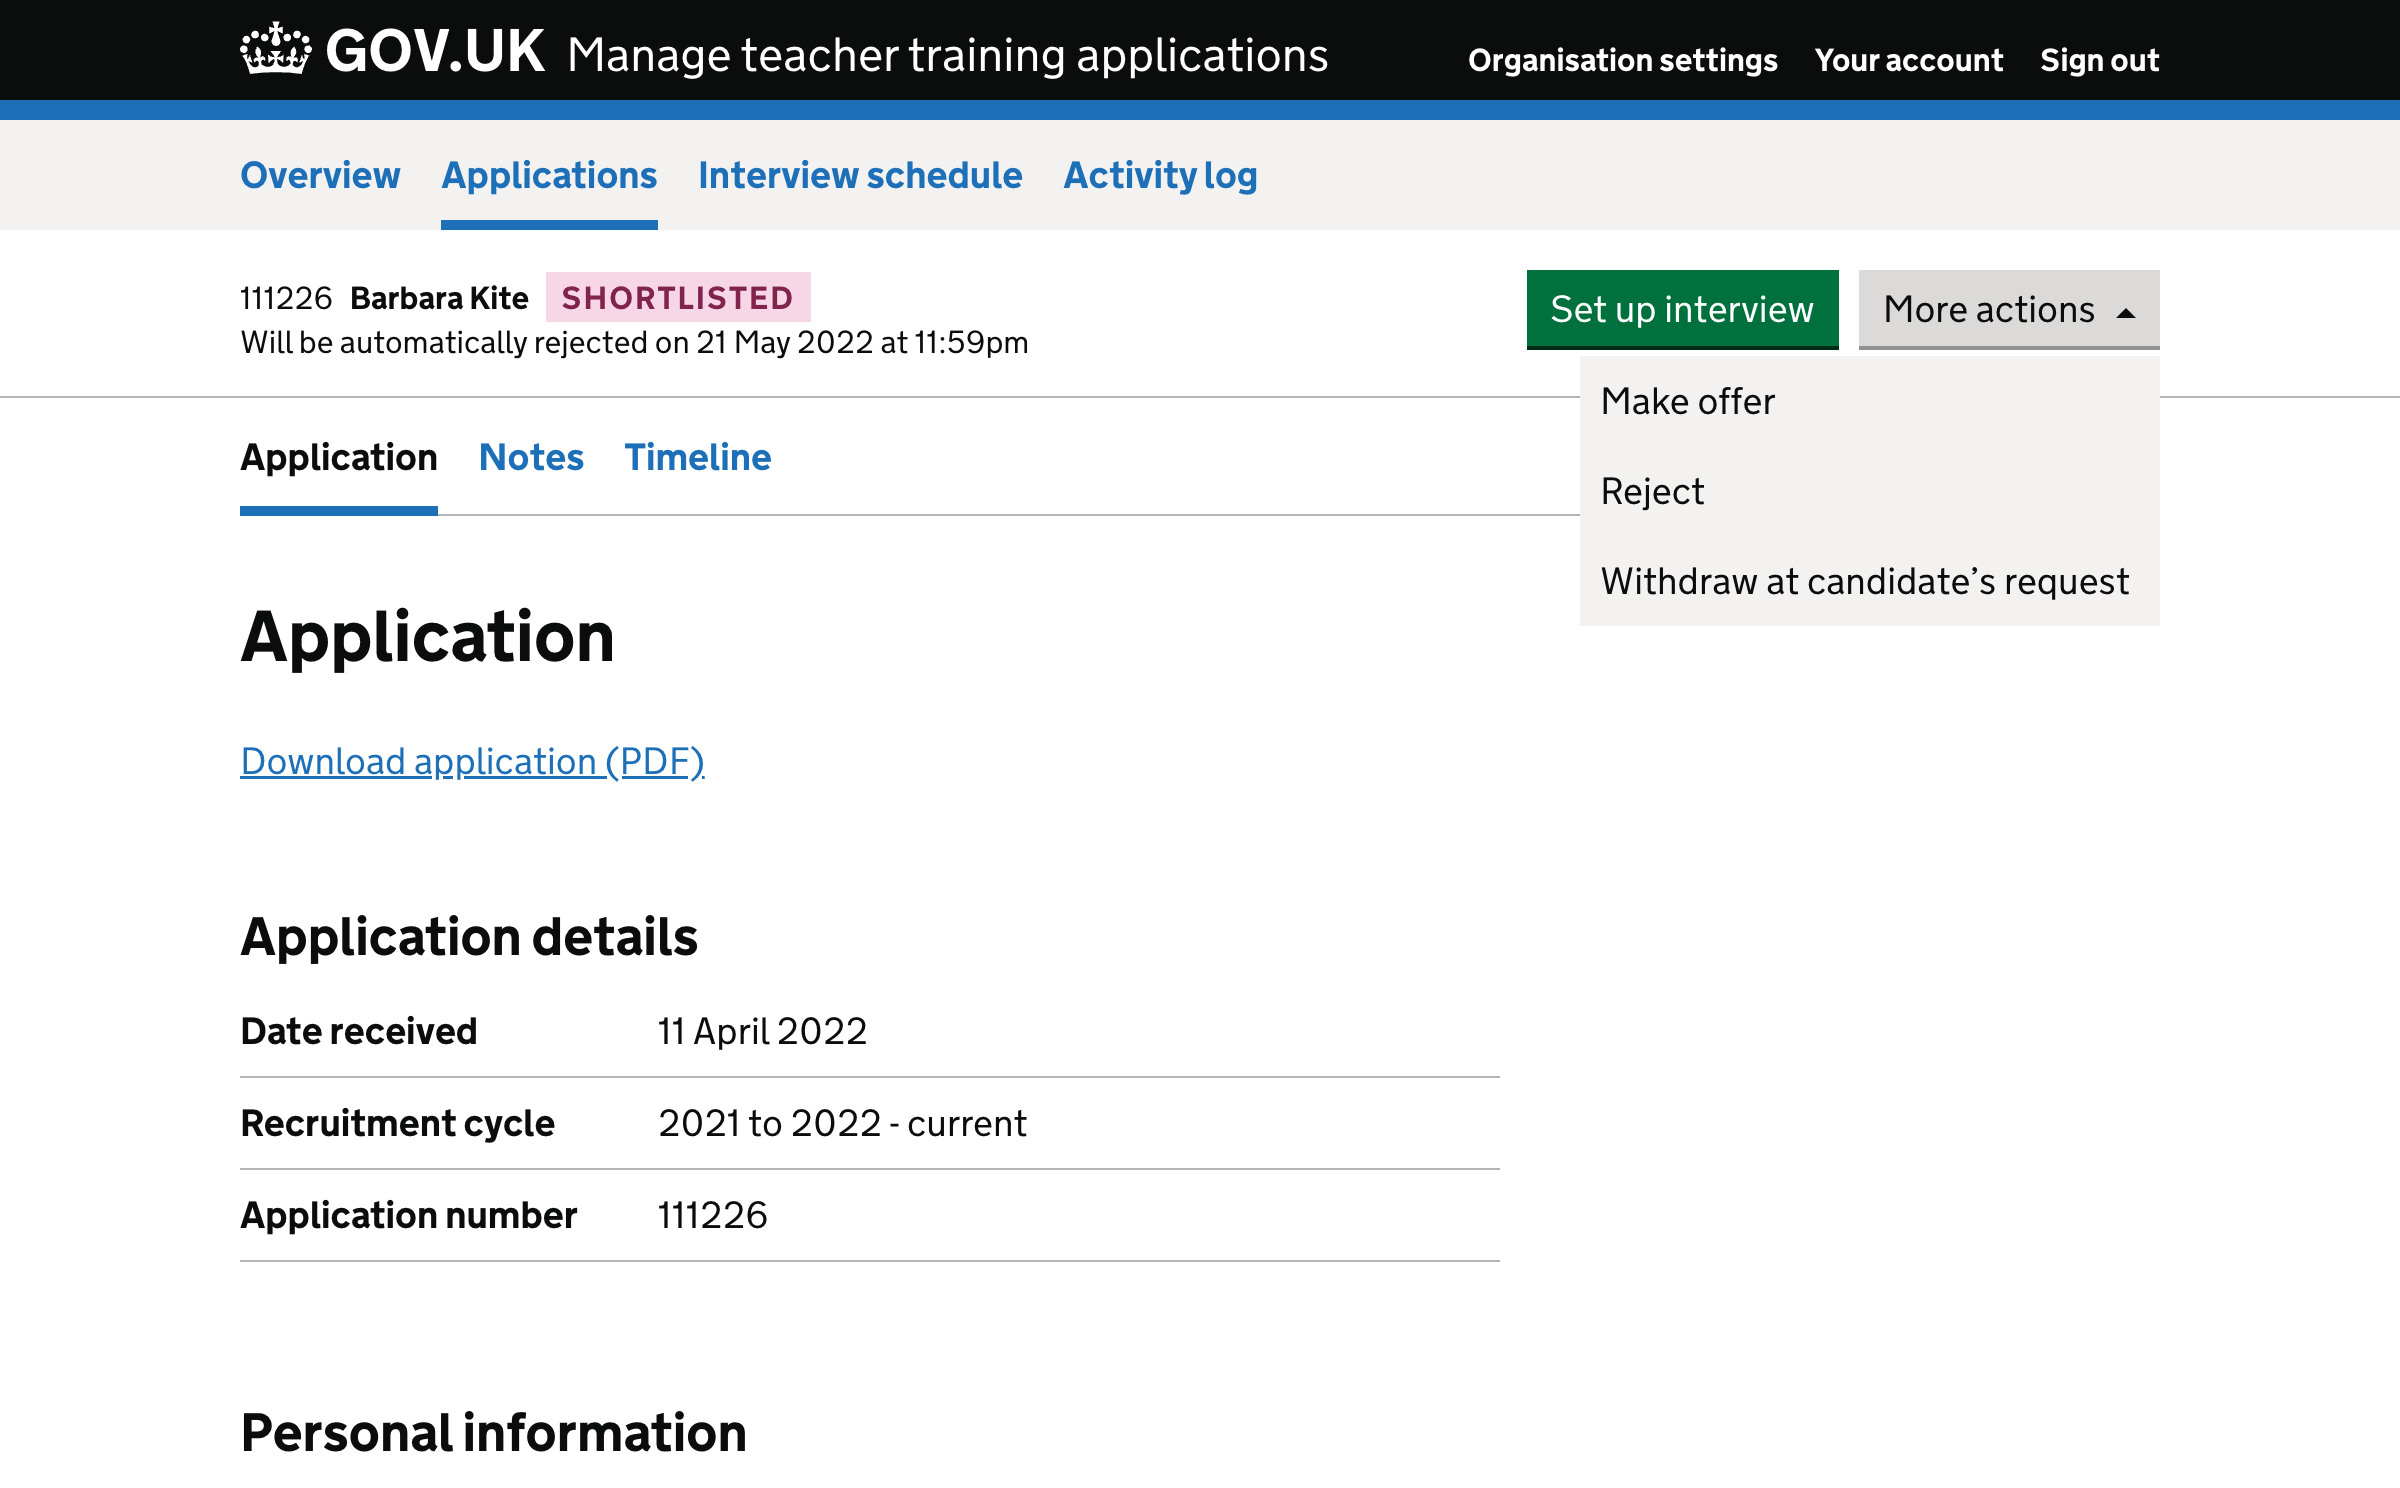 GOV.UK Manage teacher training applications Organisation settings Your account Sign out
Overview Applications Interview schedule Activity log
111226 Barbara Kite SHORTLISTED
Will be automatically rejected on 21 May 2022 at 11:59pm
Set up interview More actions
Make offer
Reject
Withdraw at candidate’s request
Application Notes Timeline
Application
Download application (PDF)
Application details
Date received 11 April 2022
Recruitment cycle 2021 to 2022 - current
Application number 111226
Personal information